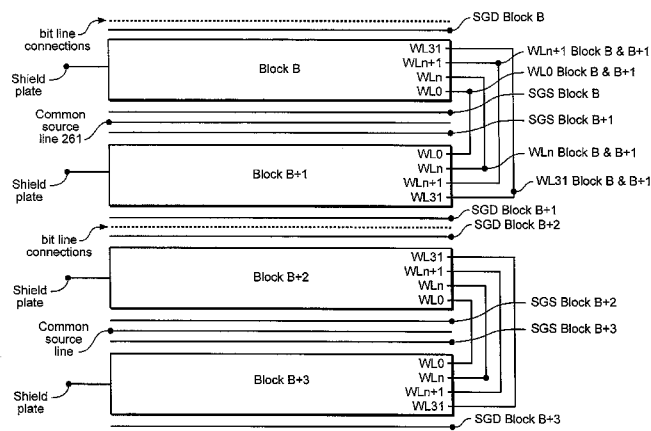 SGD Block B
bit line
connections
WL31
WLn+1
WLn
WL0
Block B
Shield
plate
WLn+1 Block B & B+1
WL0 Block B & B+1
SGS Block B
Common
source
line 261
SGS Block B+1
WL0
WLn
WLn+1
WL31
Block B+1
WLn Block B & B+1
Shield
plate
WL31 Block B & B+1
SGD Block B+1
SGD Block B+2
bit line
connections
WL31
WLn+1
WLn
WL0
Block B+2
Shield
plate
SGS Block B+2
Common
source
line
SGS Block B+3
WL0
WLn
WLn+1
WL31
Block B+3
Shield
plate
SGD Block B+3